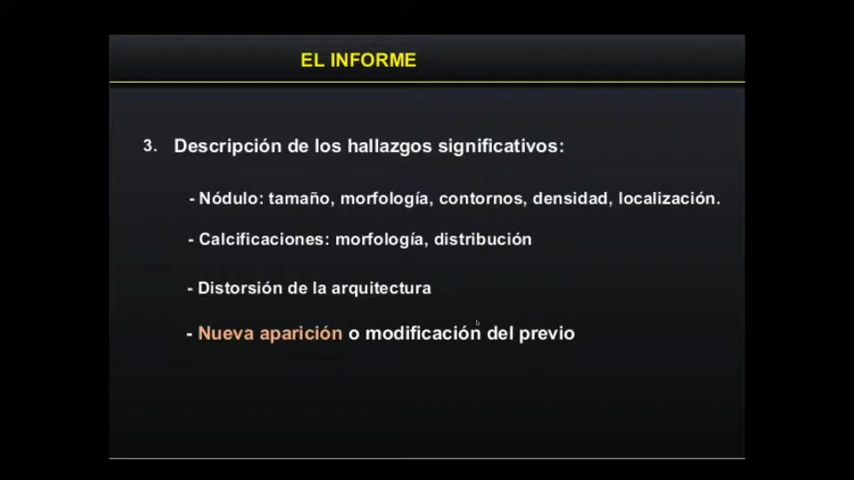 EL INFORME
3. Descripción de los hallazgos significativos:
- Nódulo: tamaño, morfología, contornos, densidad, localización.
- Calcificaciones: morfología, distribución
- Distorsión de la arquitectura
- Nueva aparición o modificación del previo